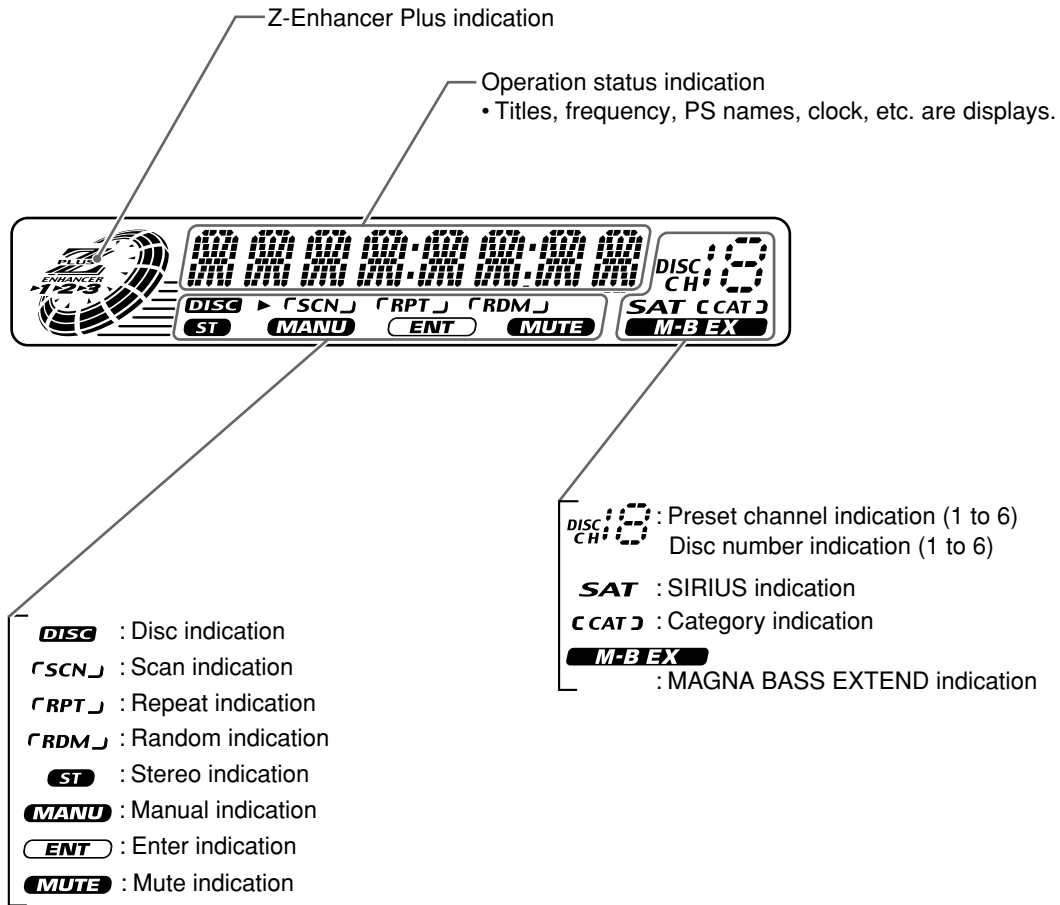 Z-Enhancer Plus indication
Operation status indication
• Titles, frequency, PS names, clock, etc. are displays.
Z
PLUS
ENHANCER
1 2 3
DISC
CH
18
DISC SCN RPT RDM
SAT CAT
ST MANU ENT MUTE
M-B EX
DISC : Disc indication
SCN : Scan indication
RPT : Repeat indication
RDM : Random indication
ST : Stereo indication
MANU : Manual indication
ENT : Enter indication
MUTE : Mute indication
DISC CH 18 : Preset channel indication (1 to 6)
Disc number indication (1 to 6)
SAT : SIRIUS indication
CAT : Category indication
M-B EX
: MAGNA BASS EXTEND indication